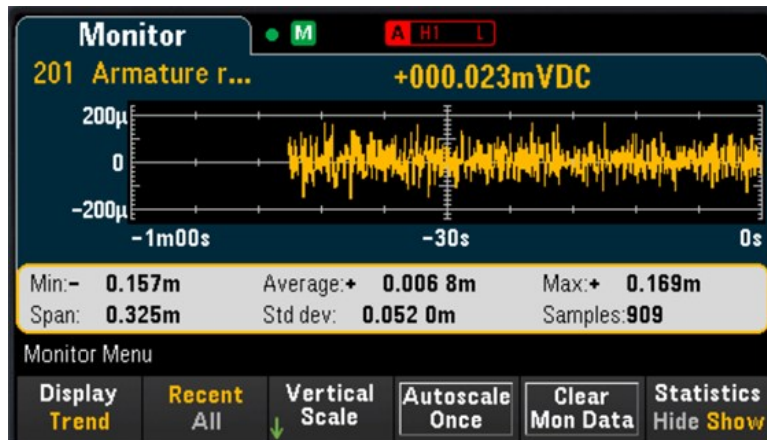 Monitor M A H1 L
201 Armature r... +000.023mVDC
200µ
0
-200µ
-1m00s -30s 0s
Min:- 0.157m Average:+ 0.006 8m Max:+ 0.169m
Span: 0.325m Std dev: 0.052 0m Samples:909
Monitor Menu
Display Recent Vertical Autoscale Clear Statistics
Trend All Scale Once Mon Data Hide Show